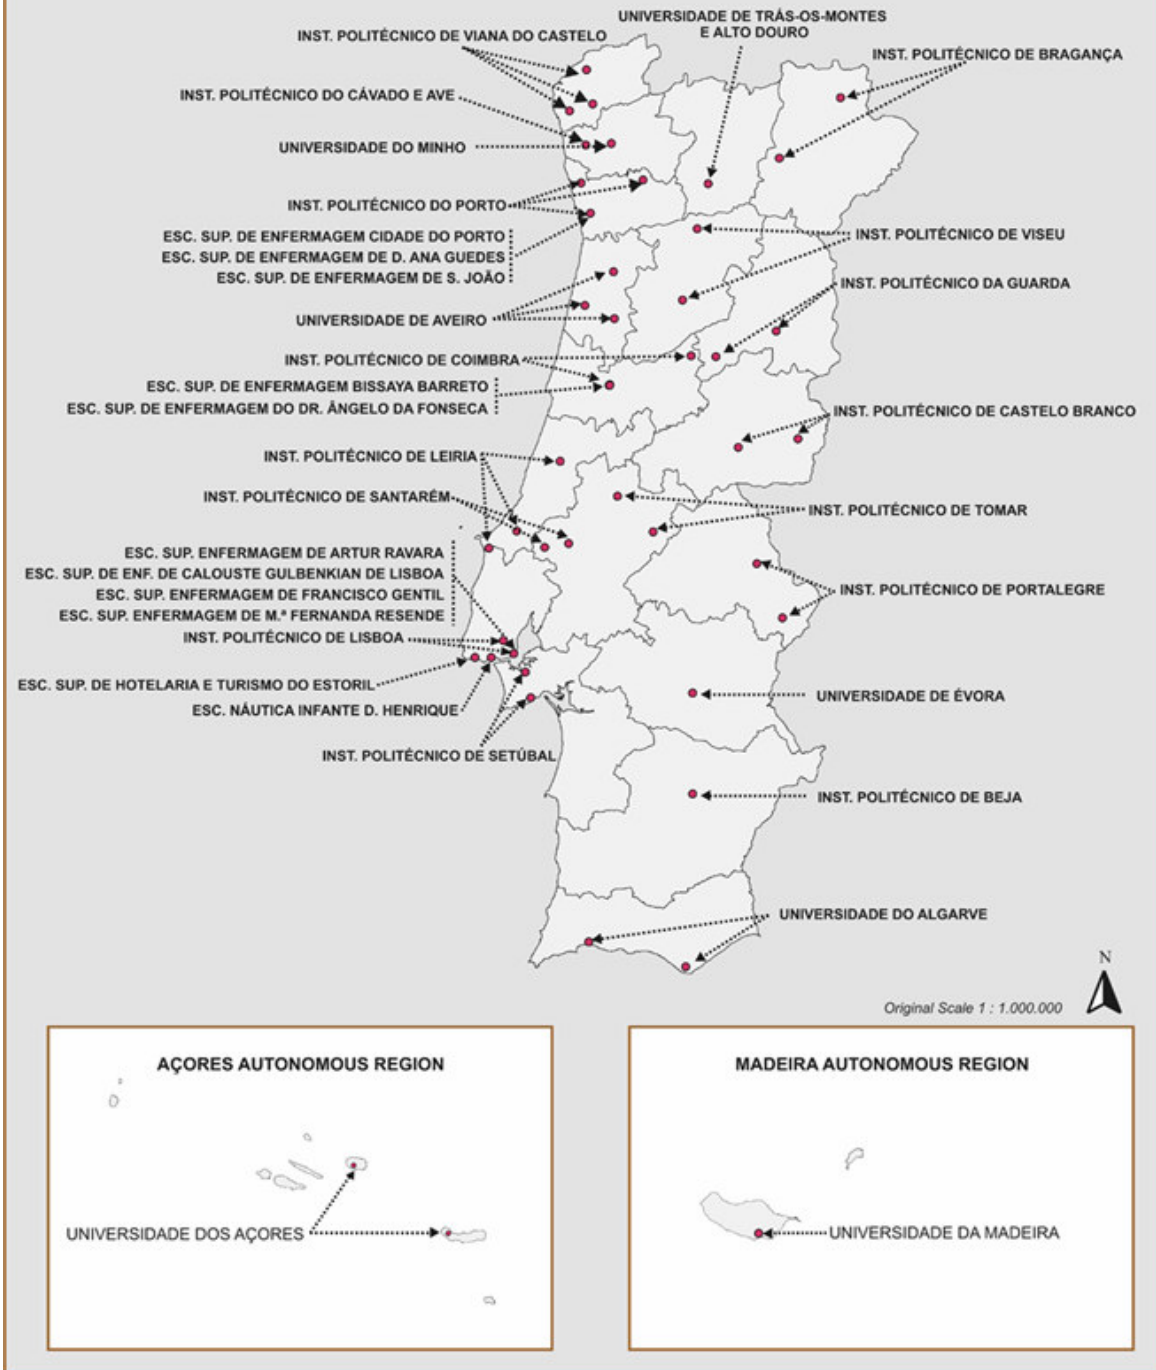 UNIVERSIDADE DE TRÁS-OS-MONTES
E ALTO DOURO
INST. POLITÉCNICO DE VIANA DO CASTELO
INST. POLITÉCNICO DE BRAGANÇA
INST. POLITÉCNICO DO CÁVADO E AVE
UNIVERSIDADE DO MINHO
INST. POLITÉCNICO DO PORTO
ESC. SUP. DE ENFERMAGEM CIDADE DO PORTO
ESC. SUP. DE ENFERMAGEM DE D. ANA GUEDES
ESC. SUP. DE ENFERMAGEM DE S. JOÃO
INST. POLITÉCNICO DE VISEU
INST. POLITÉCNICO DA GUARDA
UNIVERSIDADE DE AVEIRO
INST. POLITÉCNICO DE COIMBRA
ESC. SUP. DE ENFERMAGEM BISSAYA BARRETO
ESC. SUP. DE ENFERMAGEM DO DR. ÂNGELO DA FONSECA
INST. POLITÉCNICO DE CASTELO BRANCO
INST. POLITÉCNICO DE LEIRIA
INST. POLITÉCNICO DE SANTARÉM
INST. POLITÉCNICO DE TOMAR
ESC. SUP. ENFERMAGEM DE ARTUR RAVARA
ESC. SUP. DE ENF. DE CALOUSTE GULBENKIAN DE LISBOA
ESC. SUP. ENFERMAGEM DE FRANCISCO GENTIL
ESC. SUP. ENFERMAGEM DE M.ª FERNANDA RESENDE
INST. POLITÉCNICO DE PORTALEGRE
INST. POLITÉCNICO DE LISBOA
ESC. SUP. DE HOTELARIA E TURISMO DO ESTORIL
ESC. NÁUTICA INFANTE D. HENRIQUE
UNIVERSIDADE DE ÉVORA
INST. POLITÉCNICO DE SETÚBAL
INST. POLITÉCNICO DE BEJA
UNIVERSIDADE DO ALGARVE
N
Original Scale 1 : 1.000.000
AÇORES AUTONOMOUS REGION
UNIVERSIDADE DOS AÇORES
MADEIRA AUTONOMOUS REGION
UNIVERSIDADE DA MADEIRA